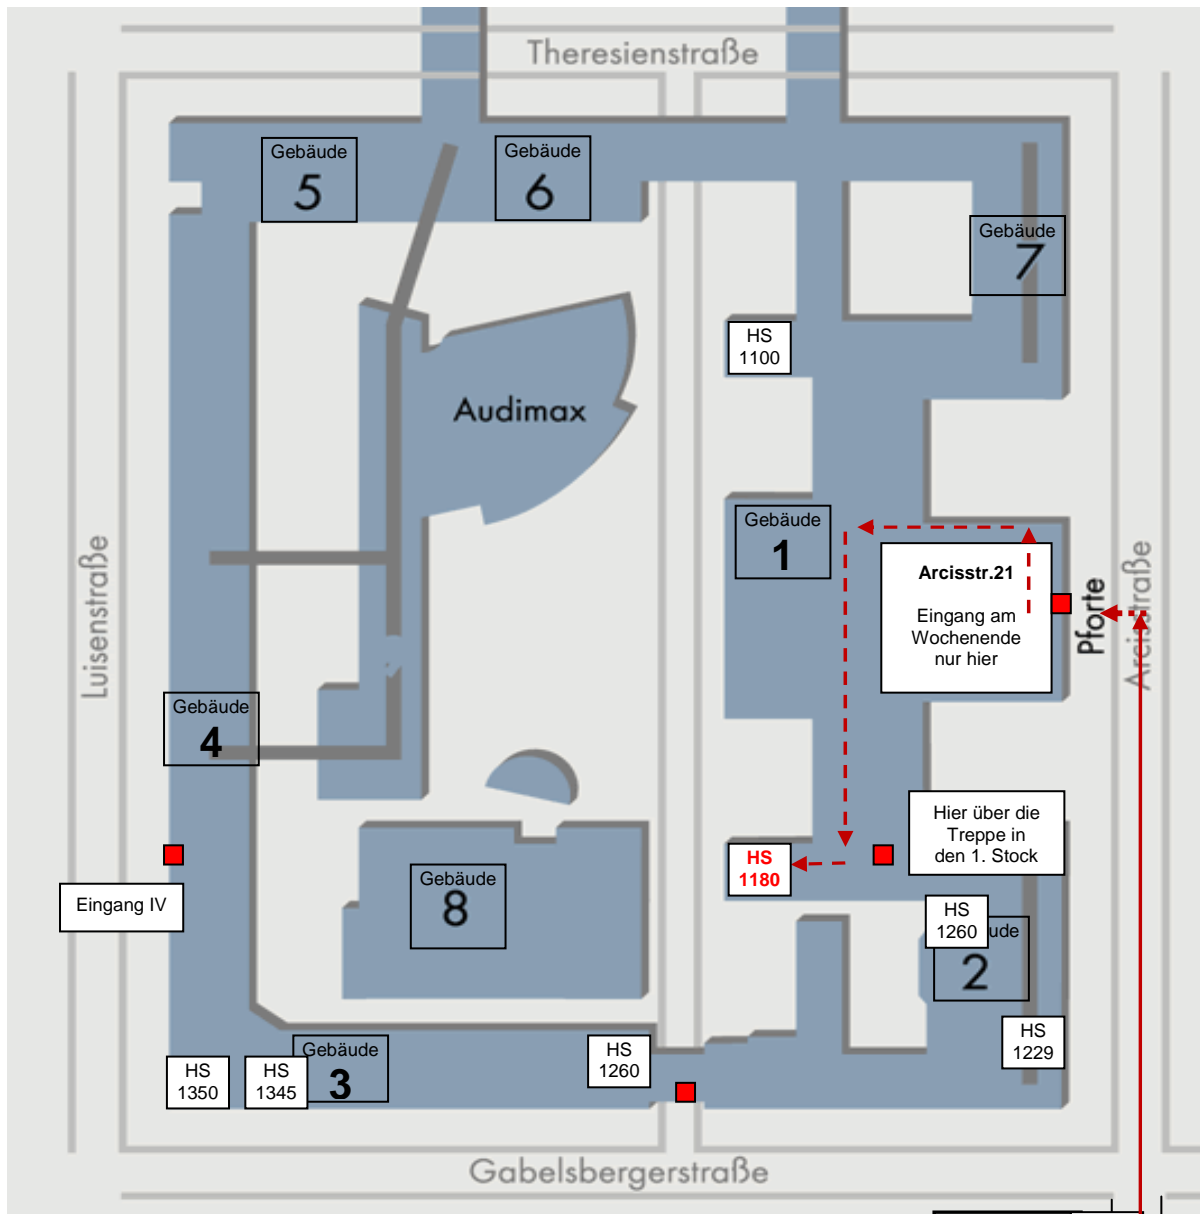 Theresienstraße
Gebäude
5
Gebäude
6
Gebäude
7
HS
1100
Audimax
Gebäude
1
Arcisstr.21
Eingang am
Wochenende
nur hier
Pforte
Arcisstraße
Luisenstraße
Gebäude
4
Hier über die
Treppe in
den 1. Stock
HS
1180
Eingang IV
Gebäude
8
HS
1260
ude
2
HS
1229
HS
1260
HS
1350
HS
1345
Gebäude
3
Gabelsbergerstraße